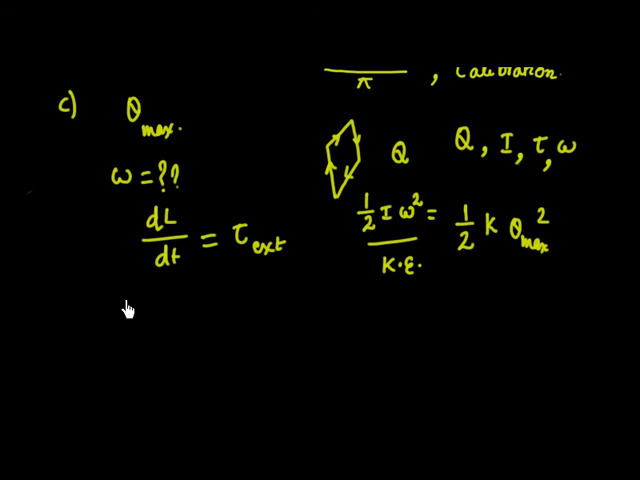 π , calibration.
c) θmax.
Q Q, I, τ, ω
ω = ??
1/2 I ω² = 1/2 K θmax²
K.E.
dL/dt = τext